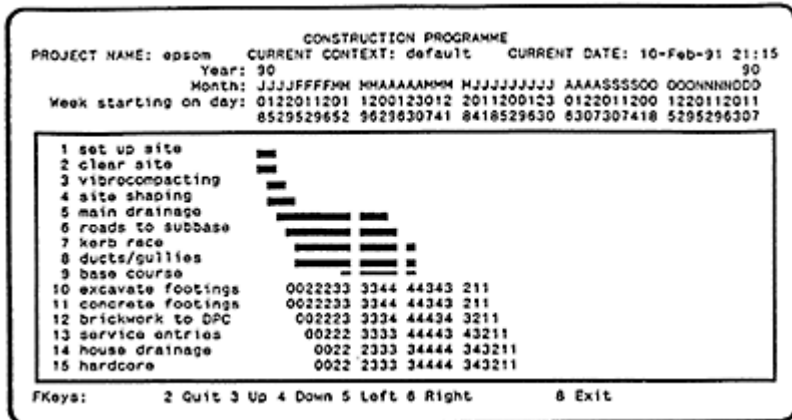 CONSTRUCTION PROGRAMME
PROJECT NAME: epsom CURRENT CONTEXT: default CURRENT DATE: 10-Feb-91 21:15
Year: 90 90
Month: JJJJFFFFMM MMAAAAAMMM MJJJJJJJJJ AAAASSSSOO OOONNNNDDD
Week starting on day: 0122011201 1200123012 2011200123 0122011200 1220112011
8529529652 9629630741 8418529630 6307307418 5295296307
1 set up site
2 clear site
3 vibrocompacting
4 site shaping
5 main drainage
6 roads to subbase
7 kerb race
8 ducts/gullies
9 base course
10 excavate footings 0022233 3344 44343 211
11 concrete footings 0022233 3344 44343 211
12 brickwork to DPC 002223 3334 44434 3211
13 service entries 00222 3333 44443 43211
14 house drainage 0022 2333 34444 343211
15 hardcore 0022 2333 34444 343211
FKeys: 2 Quit 3 Up 4 Down 5 Left 6 Right 8 Exit